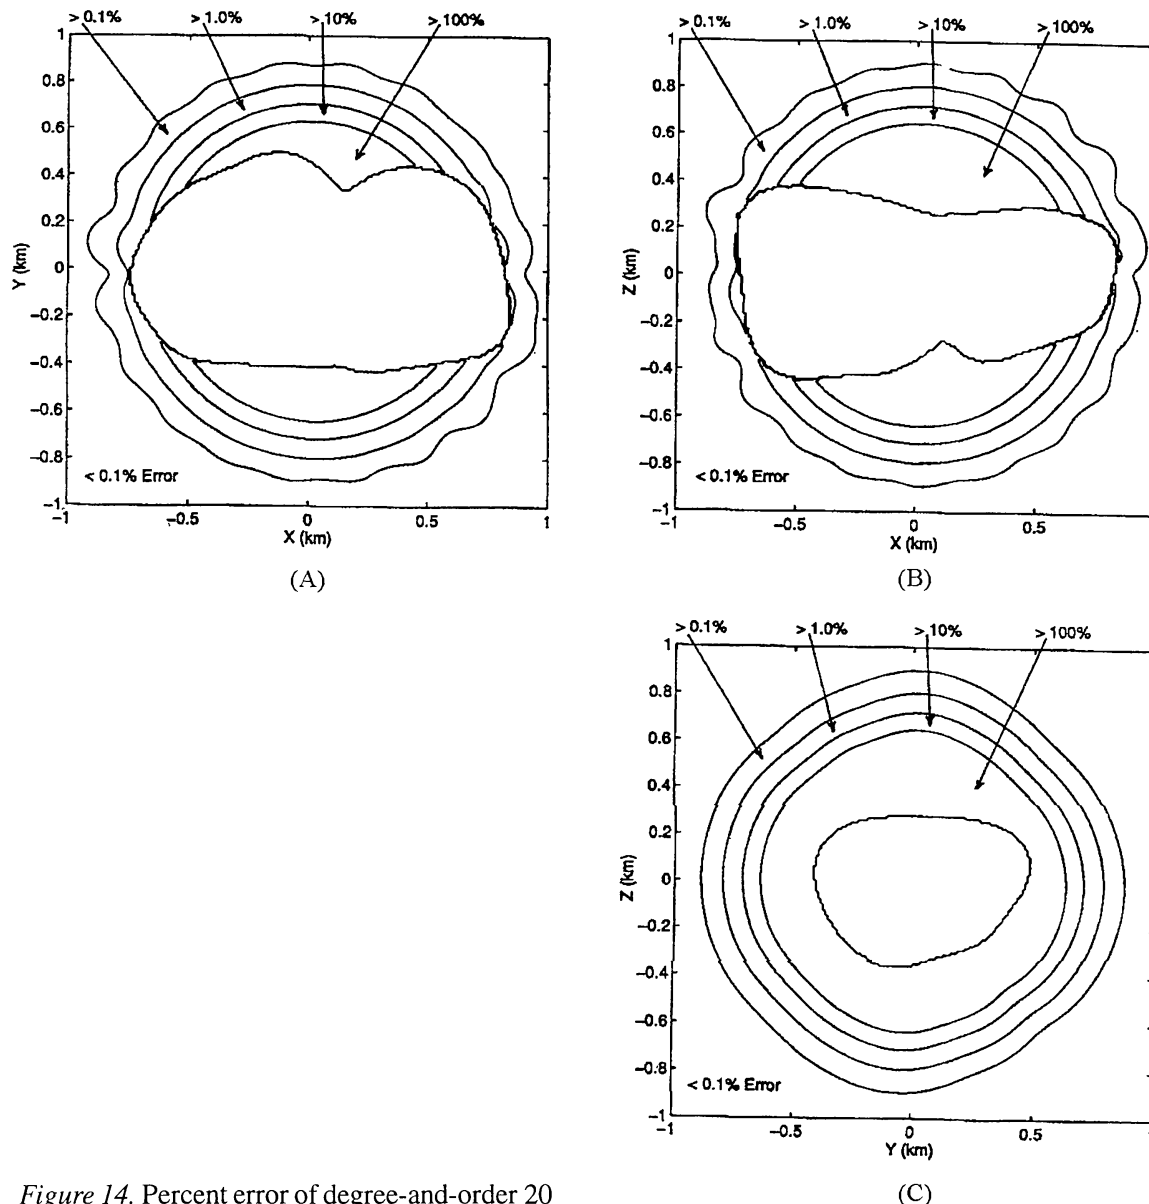 > 0.1% > 1.0% > 10% > 100%
1
0.8
0.6
0.4
0.2
0
−0.2
−0.4
−0.6
−0.8
−1
Y (km)
< 0.1% Error
−1 −0.5 0 0.5 1
X (km)
(A)
> 0.1% > 1.0% > 10% > 100%
1
0.8
0.6
0.4
0.2
0
−0.2
−0.4
−0.6
−0.8
−1
Z (km)
< 0.1% Error
−1 −0.5 0 0.5
X (km)
(B)
> 0.1% > 1.0% > 10% > 100%
1
0.8
0.6
0.4
0.2
0
−0.2
−0.4
−0.6
−0.8
−1
Z (km)
< 0.1% Error
−1 −0.5 0 0.5
Y (km)
(C)
Figure 14. Percent error of degree-and-order 20